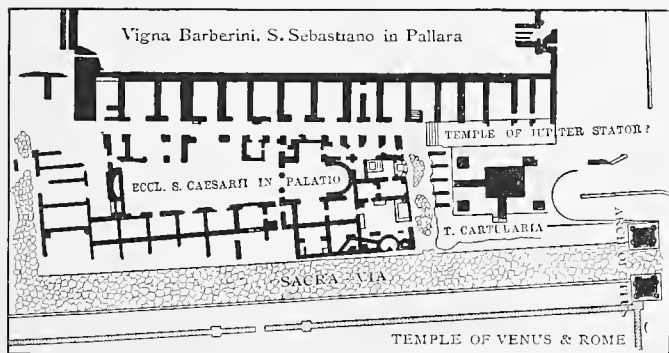 Vigna Barberini. S. Sebastiano in Pallara
TEMPLE OF JUPITER STATOR?
ECCL. S. CAESARII IN PALATIO
T. CARTULARIA
SACRA VIA
TEMPLE OF VENUS & ROME